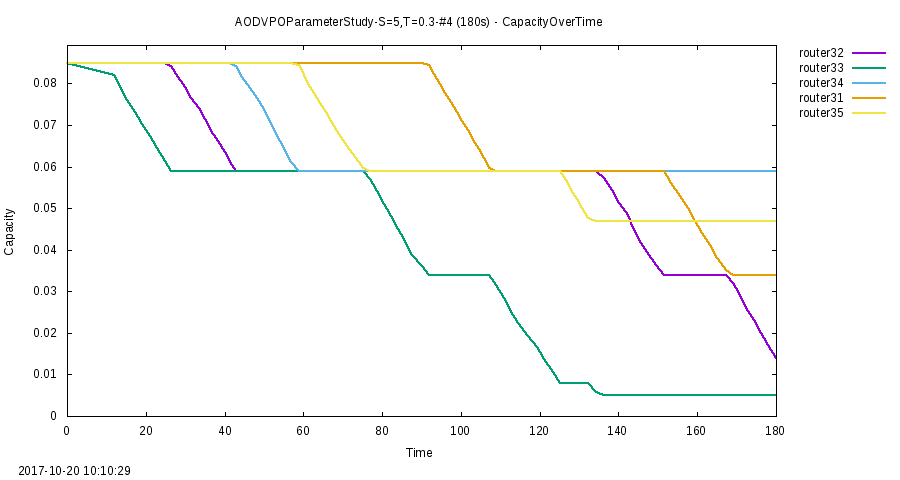 AODVPOParameterStudy-S=5,T=0.3-#4 (180s) - CapacityOverTime
router32
router33
router34
router31
router35
0.08
0.07
0.06
0.05
0.04
0.03
0.02
0.01
0
Capacity
0 20 40 60 80 100 120 140 160 180
Time
2017-10-20 10:10:29